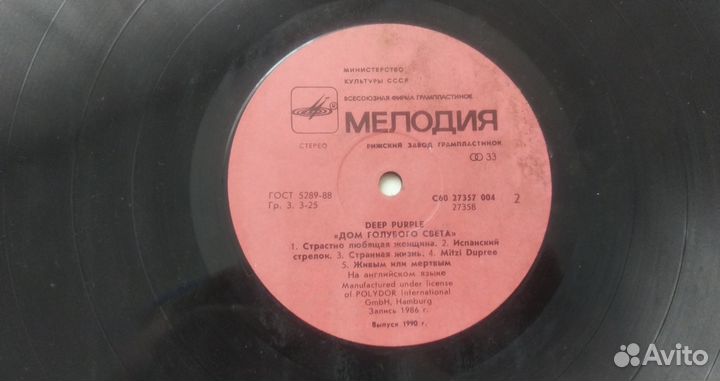 МИНИСТЕРСТВО
КУЛЬТУРЫ СССР
ВСЕСОЮЗНАЯ ФИРМА ГРАМПЛАСТИНОК
МЕЛОДИЯ
СТЕРЕО РИЖСКИЙ ЗАВОД ГРАМПЛАСТИНОК
33
ГОСТ 5289-88 С60 27357 004 2
Гр. 3. 3-25 27358
DEEP PURPLE
«ДОМ ГОЛУБОГО СВЕТА»
1. Страстно любящая женщина. 2. Испанский
стрелок. 3. Странная жизнь. 4. Mitzi Dupree
5. Живым или мертвым
На английском языке
Manufactured under license
of POLYDOR International
GmbH, Hamburg
Запись 1986 г.
Выпуск 1990 г.
Avito